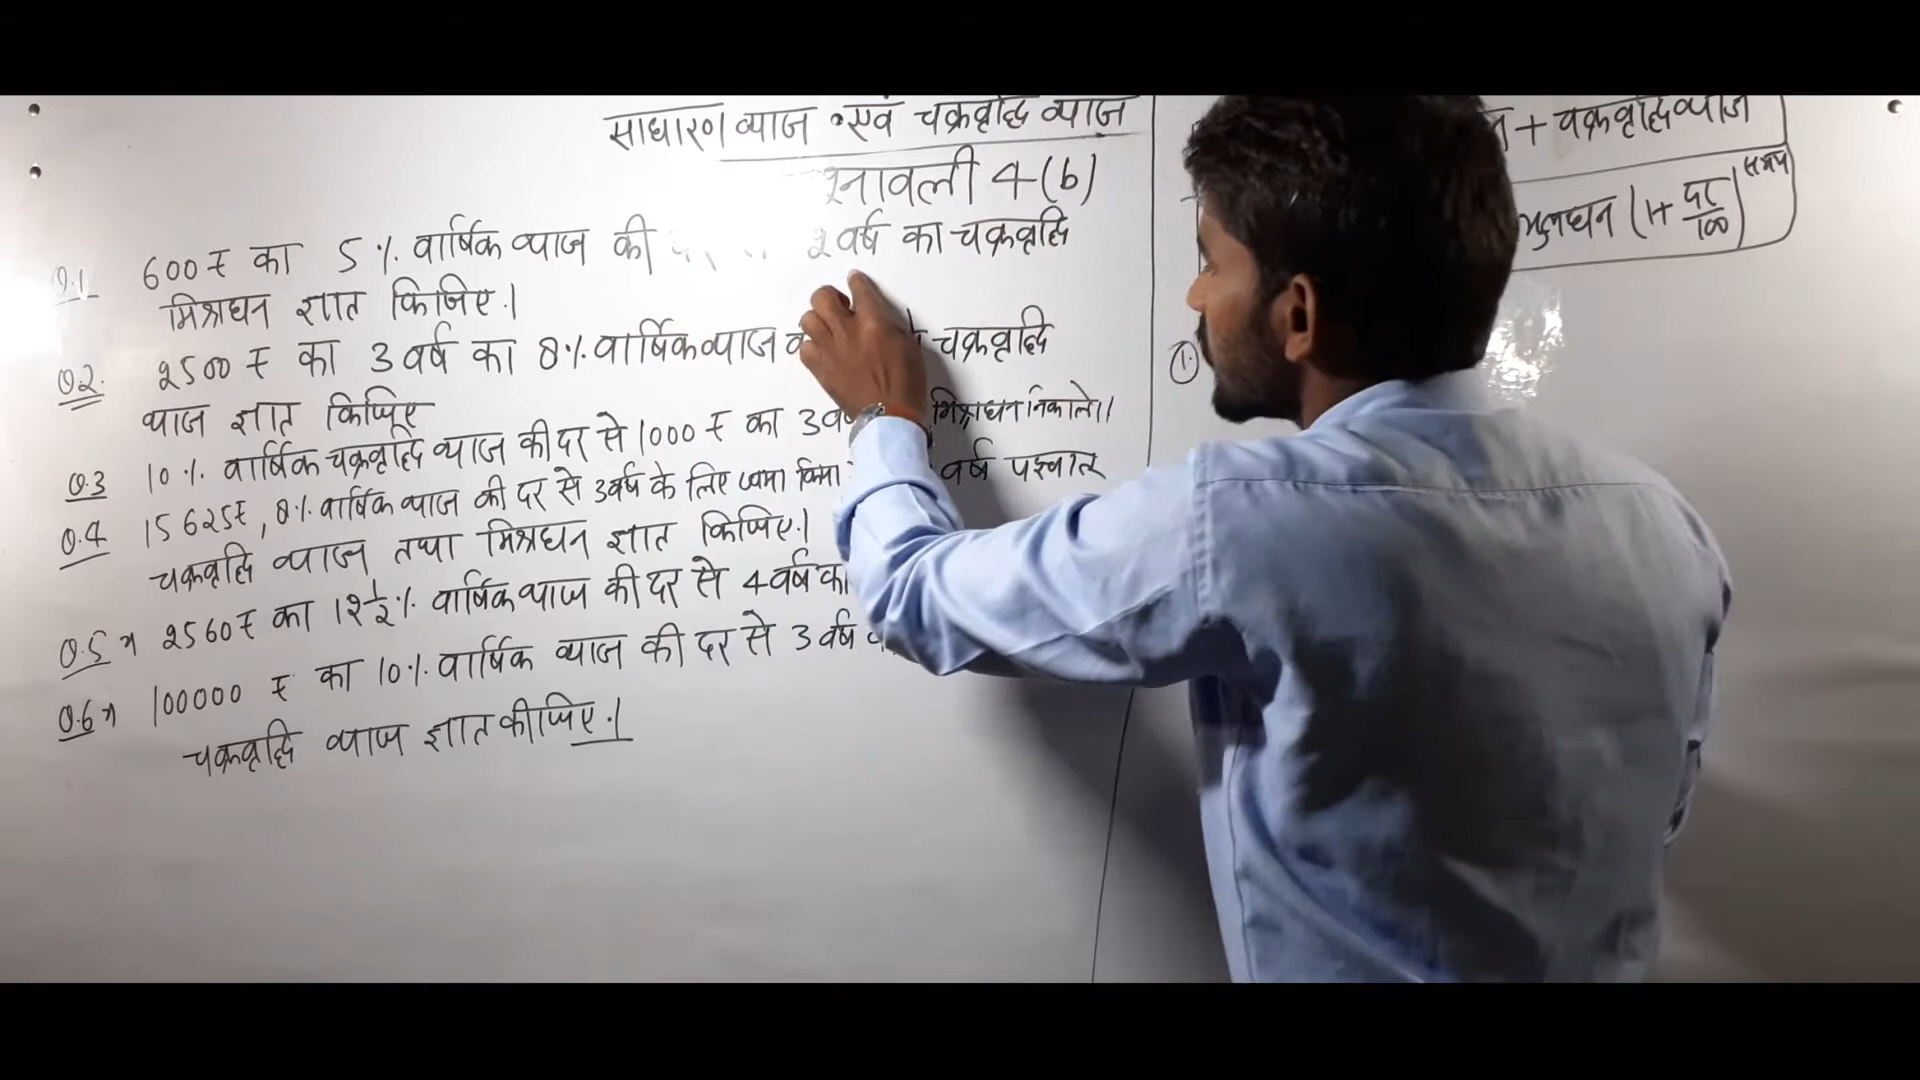 साधारण ब्याज एवं चक्रवृद्धि ब्याज
नावली 4(b)
Q.1 600₹ का 5% वार्षिक ब्याज की 2 वर्ष का चक्रवृद्धि
मिश्रधन ज्ञात किजिए।
Q.2. 2500₹ का 3 वर्ष का 8% वार्षिक ब्याज चक्रवृद्धि
ब्याज ज्ञात किजिए
Q.3 10% वार्षिक चक्रवृद्धि ब्याज की दर से 1000₹ का 3 मिश्रधन निकाले।।
Q.4 15625₹, 8% वार्षिक ब्याज की दर से 3 वर्ष के लिए जमा किया वर्ष पश्चात
चक्रवृद्धि ब्याज तथा मिश्रधन ज्ञात किजिए।
Q.5 2560₹ का 12 1/2% वार्षिक ब्याज की दर से 4 वर्ष का
Q.6 100000 ₹ का 10% वार्षिक ब्याज की दर से 3 वर्ष
चक्रवृद्धि ब्याज ज्ञात कीजिए।
+ चक्रवृद्धि ब्याज
मुलधन (1+ दर/100)समय
①